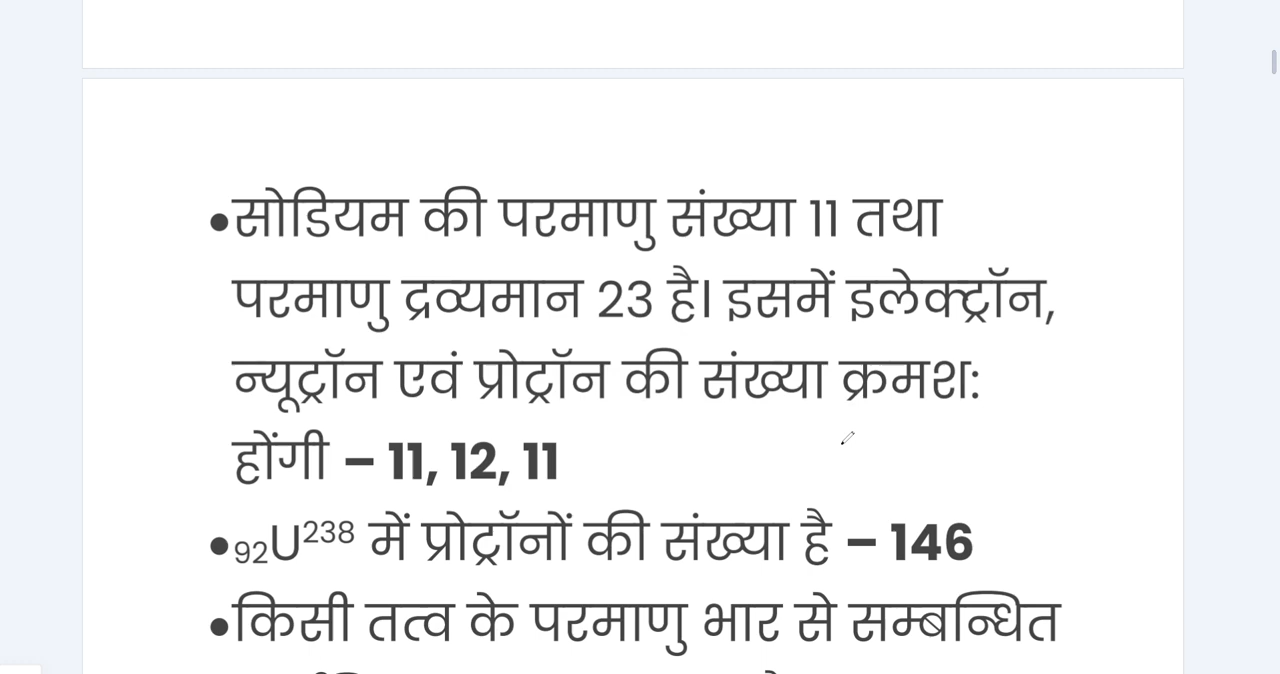 •सोडियम की परमाणु संख्या 11 तथा
परमाणु द्रव्यमान 23 है। इसमें इलेक्ट्रॉन,
न्यूट्रॉन एवं प्रोट्रॉन की संख्या क्रमश:
होंगी – 11, 12, 11
•₉₂U²³⁸ में प्रोट्रॉनों की संख्या है – 146
•किसी तत्व के परमाणु भार से सम्बन्धित